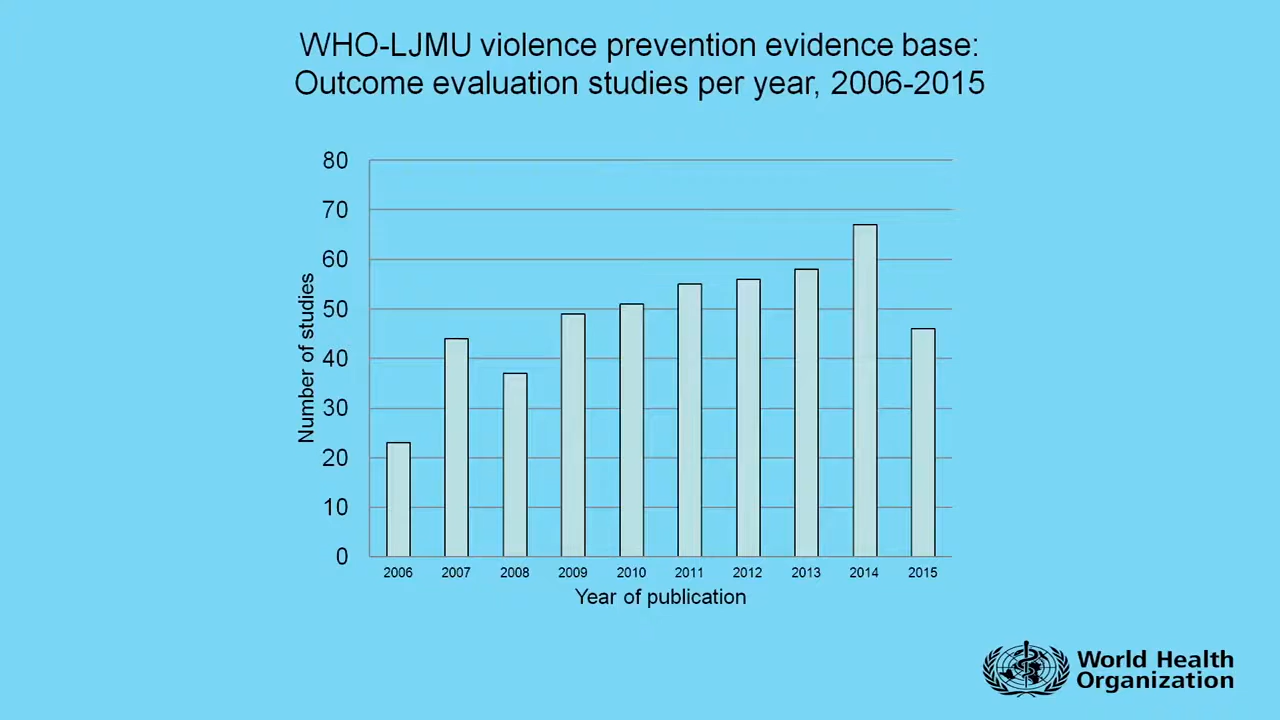 WHO-LJMU violence prevention evidence base:
Outcome evaluation studies per year, 2006-2015
80
70
60
50
40
30
20
10
0
Number of studies
2006 2007 2008 2009 2010 2011 2012 2013 2014 2015
Year of publication
World Health
Organization